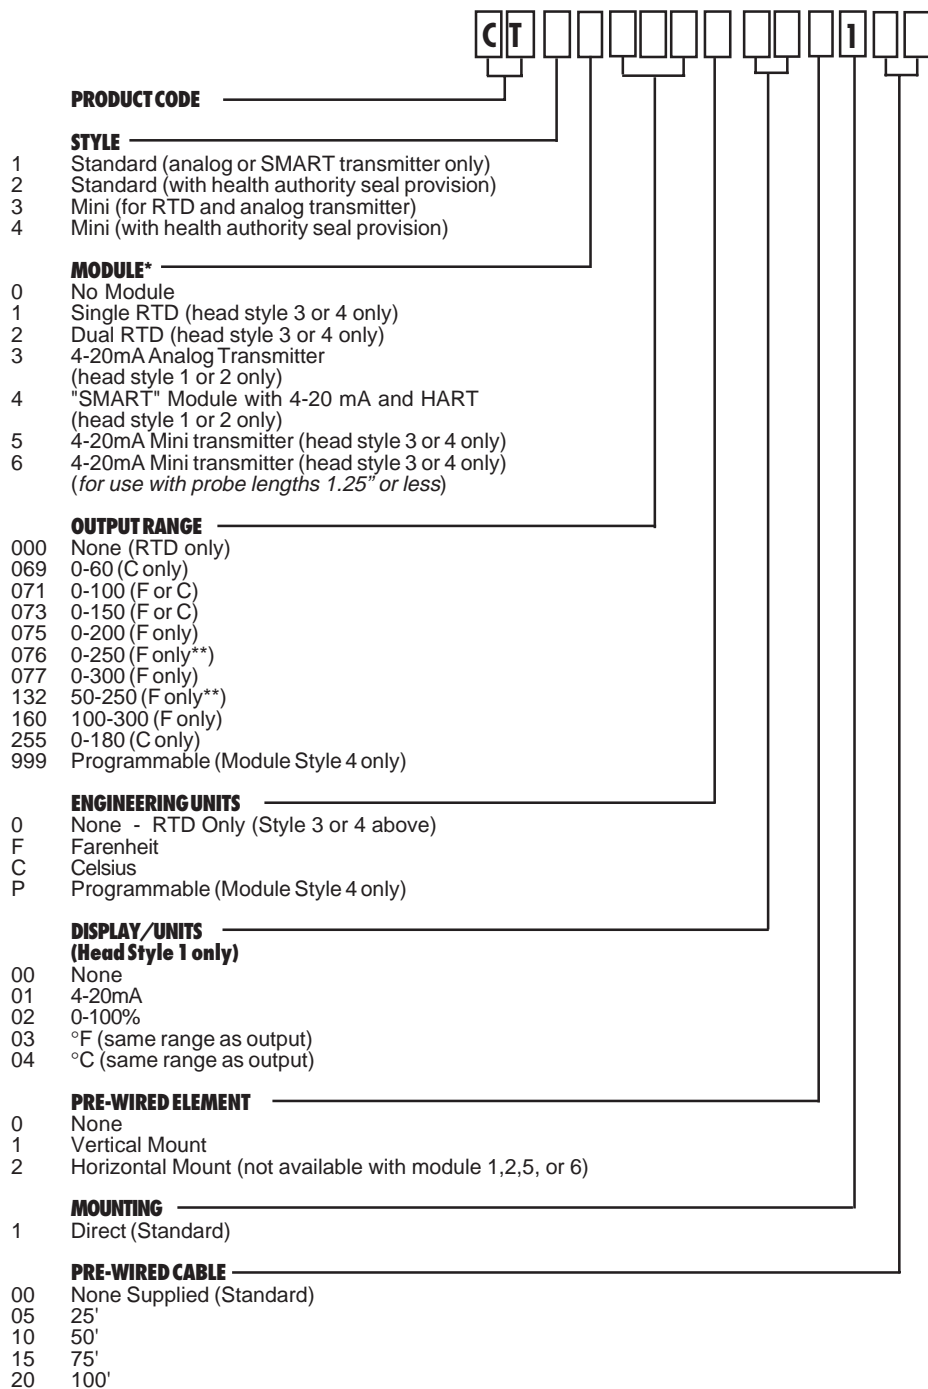 CT 1
PRODUCT CODE
STYLE
1 Standard (analog or SMART transmitter only)
2 Standard (with health authority seal provision)
3 Mini (for RTD and analog transmitter)
4 Mini (with health authority seal provision)
MODULE*
0 No Module
1 Single RTD (head style 3 or 4 only)
2 Dual RTD (head style 3 or 4 only)
3 4-20mA Analog Transmitter
(head style 1 or 2 only)
4 "SMART" Module with 4-20 mA and HART
(head style 1 or 2 only)
5 4-20mA Mini transmitter (head style 3 or 4 only)
6 4-20mA Mini transmitter (head style 3 or 4 only)
(for use with probe lengths 1.25” or less)
OUTPUT RANGE
000 None (RTD only)
069 0-60 (C only)
071 0-100 (F or C)
073 0-150 (F or C)
075 0-200 (F only)
076 0-250 (F only**)
077 0-300 (F only)
132 50-250 (F only**)
160 100-300 (F only)
255 0-180 (C only)
999 Programmable (Module Style 4 only)
ENGINEERING UNITS
0 None - RTD Only (Style 3 or 4 above)
F Farenheit
C Celsius
P Programmable (Module Style 4 only)
DISPLAY/UNITS
(Head Style 1 only)
00 None
01 4-20mA
02 0-100%
03 °F (same range as output)
04 °C (same range as output)
PRE-WIRED ELEMENT
0 None
1 Vertical Mount
2 Horizontal Mount (not available with module 1,2,5, or 6)
MOUNTING
1 Direct (Standard)
PRE-WIRED CABLE
00 None Supplied (Standard)
05 25'
10 50'
15 75'
20 100'